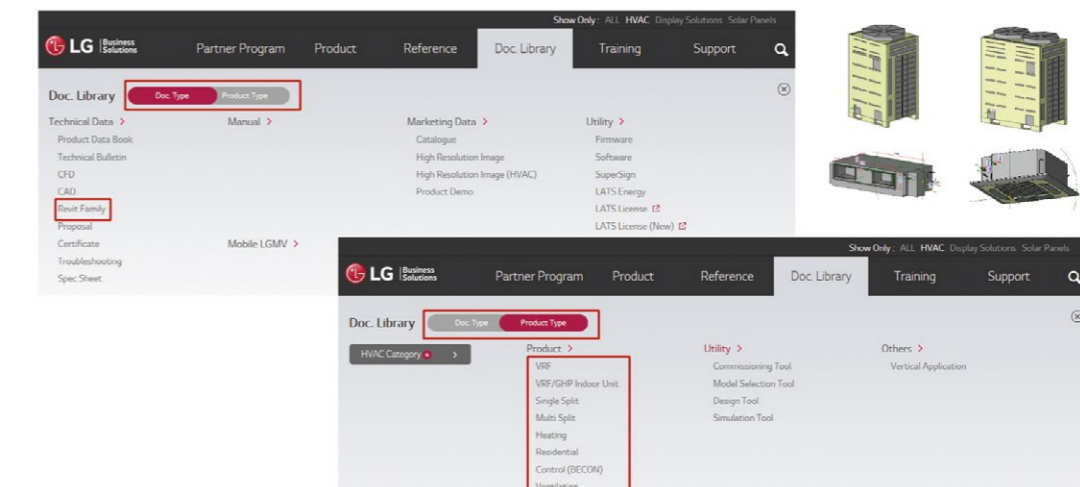 Show Only : ALL HVAC Display Solutions Solar Panels
LG Business Solutions Partner Program Product Reference Doc. Library Training Support
Doc. Library Doc. Type Product Type
Technical Data > Manual > Marketing Data > Utility >
Product Data Book Catalogue Firmware
Technical Bulletin High Resolution Image Software
CFD High Resolution Image (HVAC) SuperSign
CAD Product Demo LATS Energy
Revit Family LATS License
Proposal LATS License (New)
Certificate Mobile LGMV >
Troubleshooting
Spec Sheet
Show Only : ALL HVAC Display Solutions Solar Panels
LG Business Solutions Partner Program Product Reference Doc. Library Training Support
Doc. Library Doc. Type Product Type
HVAC Category > Product > Utility > Others >
VRF Commissioning Tool Vertical Application
VRF/GHP Indoor Unit Model Selection Tool
Single Split Design Tool
Multi Split Simulation Tool
Heating
Residential
Control (BECON)
Ventilation